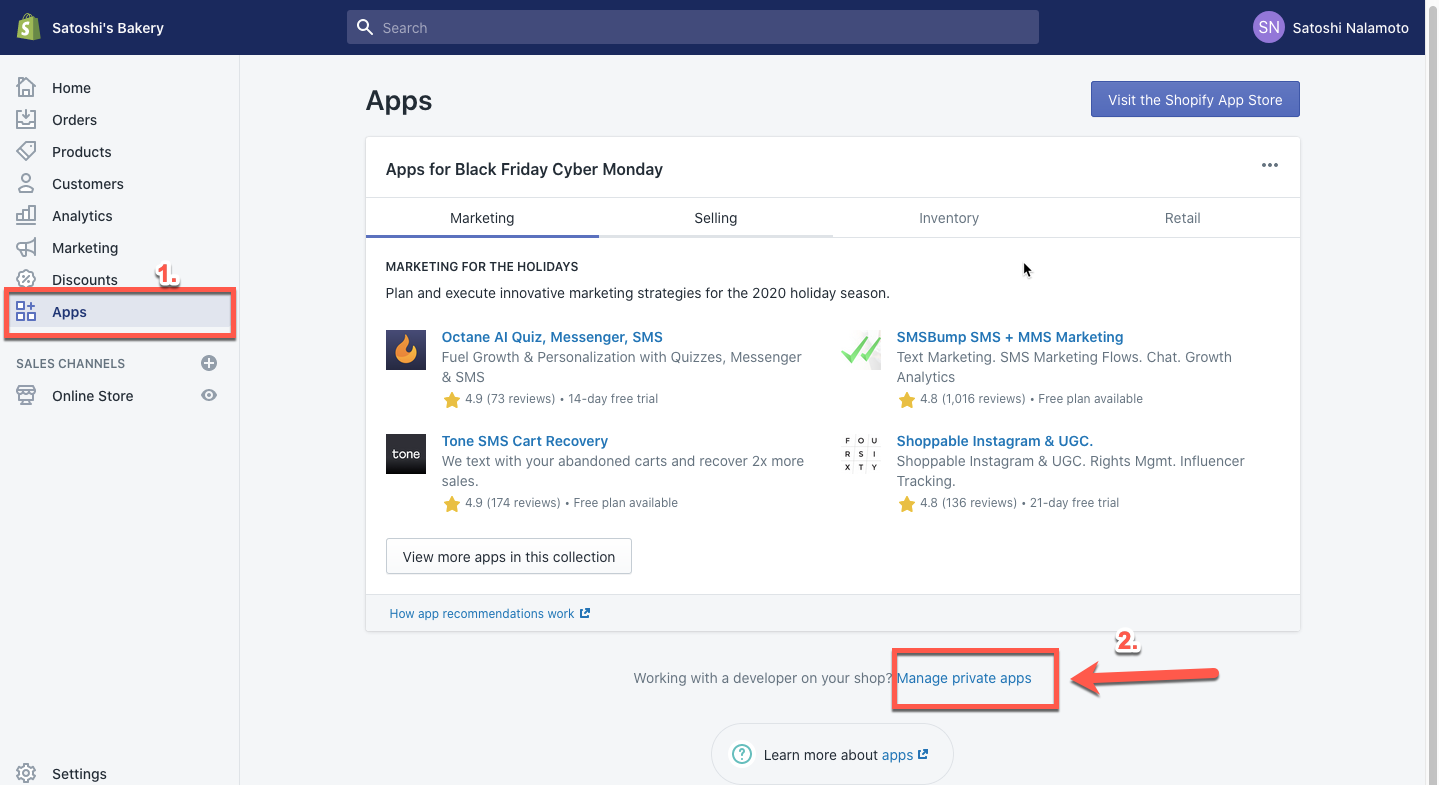 Satoshi's Bakery
Search
SN Satoshi Nalamoto
Home
Orders
Products
Customers
Analytics
Marketing
Discounts
1.
Apps
SALES CHANNELS
Online Store
Settings
Apps
Visit the Shopify App Store
Apps for Black Friday Cyber Monday
Marketing Selling Inventory Retail
MARKETING FOR THE HOLIDAYS
Plan and execute innovative marketing strategies for the 2020 holiday season.
Octane AI Quiz, Messenger, SMS
Fuel Growth & Personalization with Quizzes, Messenger
& SMS
4.9 (73 reviews) • 14-day free trial
SMSBump SMS + MMS Marketing
Text Marketing. SMS Marketing Flows. Chat. Growth
Analytics
4.8 (1,016 reviews) • Free plan available
tone
Tone SMS Cart Recovery
We text with your abandoned carts and recover 2x more
sales.
4.9 (174 reviews) • Free plan available
F O U
R S I
X T Y
Shoppable Instagram & UGC.
Shoppable Instagram & UGC. Rights Mgmt. Influencer
Tracking.
4.8 (136 reviews) • 21-day free trial
View more apps in this collection
How app recommendations work
2.
Working with a developer on your shop? Manage private apps
Learn more about apps